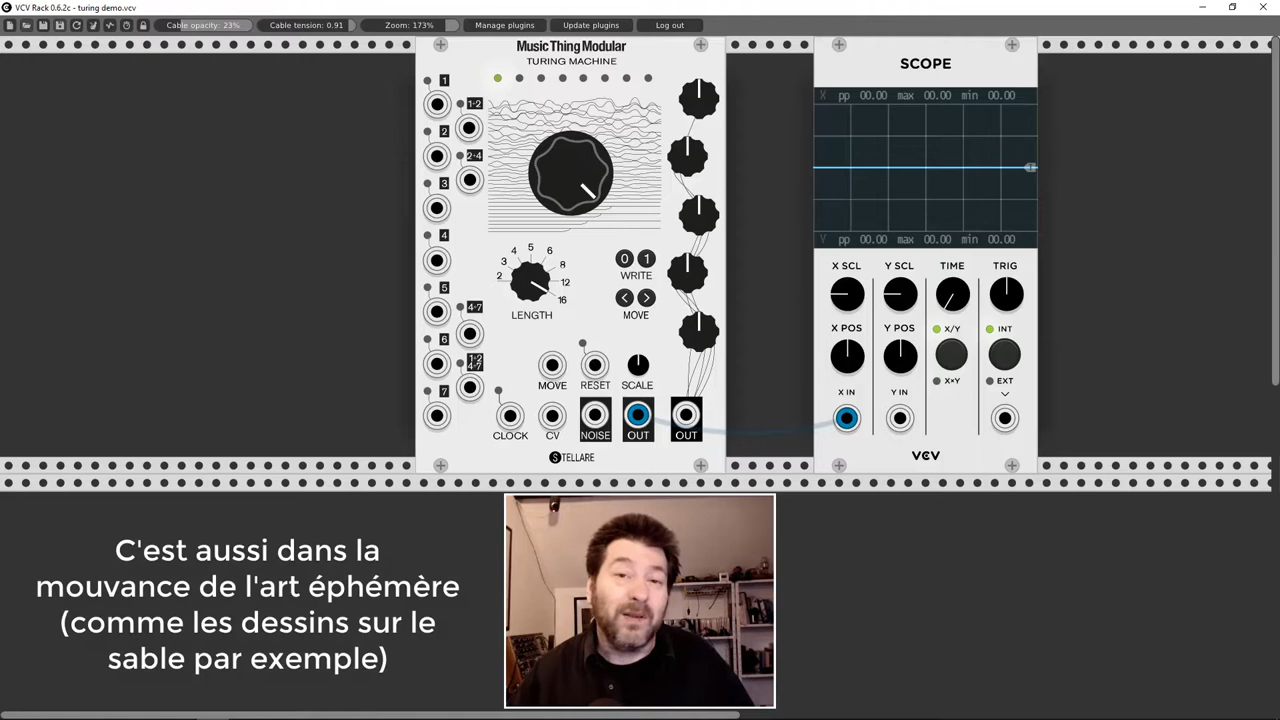 VCV Rack 0.6.2c - turing demo.vcv
Cable opacity: 23%
Cable tension: 0.91
Zoom: 173%
Manage plugins
Update plugins
Log out
Music Thing Modular
TURING MACHINE
1
1-2
2
2-4
3
4
5
4-7
6
1-2
4-7
7
2
3
4
5
6
8
12
16
LENGTH
0
1
WRITE
<
>
MOVE
MOVE
RESET
SCALE
CLOCK
CV
NOISE
OUT
OUT
STELLARE
SCOPE
X pp 00.00 max 00.00 min 00.00
Y pp 00.00 max 00.00 min 00.00
X SCL
Y SCL
TIME
TRIG
X POS
Y POS
X/Y
INT
X×Y
EXT
X IN
Y IN
VCV
C'est aussi dans la
mouvance de l'art éphémère
(comme les dessins sur le
sable par exemple)